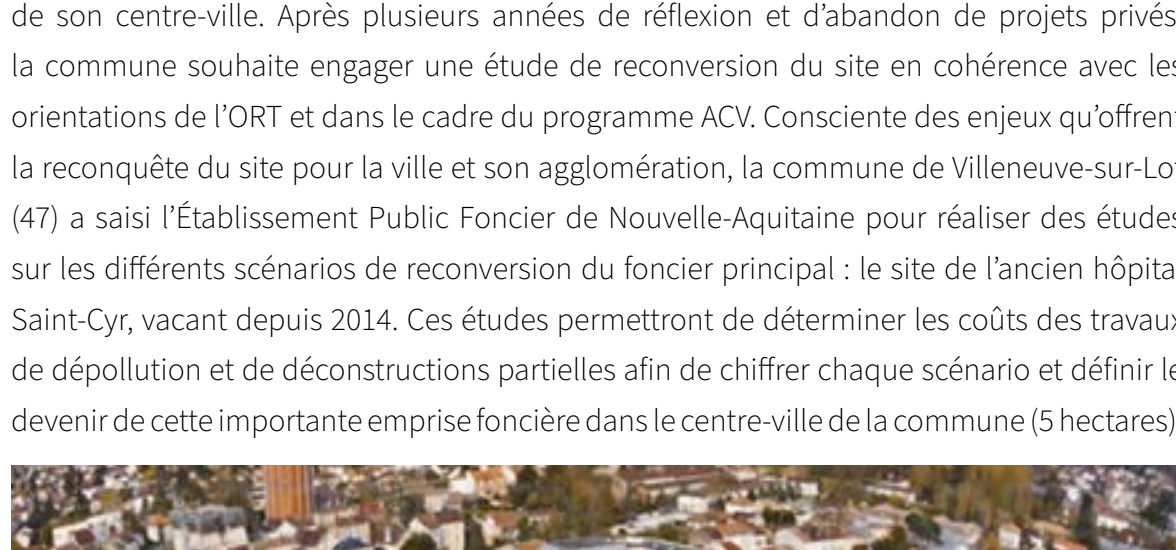 de son centre-ville. Après plusieurs années de réflexion et d’abandon de projets privés
la commune souhaite engager une étude de reconversion du site en cohérence avec les
orientations de l’ORT et dans le cadre du programme ACV. Consciente des enjeux qu’offrent
la reconquête du site pour la ville et son agglomération, la commune de Villeneuve-sur-Lot
(47) a saisi l’Établissement Public Foncier de Nouvelle-Aquitaine pour réaliser des études
sur les différents scénarios de reconversion du foncier principal : le site de l’ancien hôpita
Saint-Cyr, vacant depuis 2014. Ces études permettront de déterminer les coûts des travaux
de dépollution et de déconstructions partielles afin de chiffrer chaque scénario et définir le
devenir de cette importante emprise foncière dans le centre-ville de la commune (5 hectares)